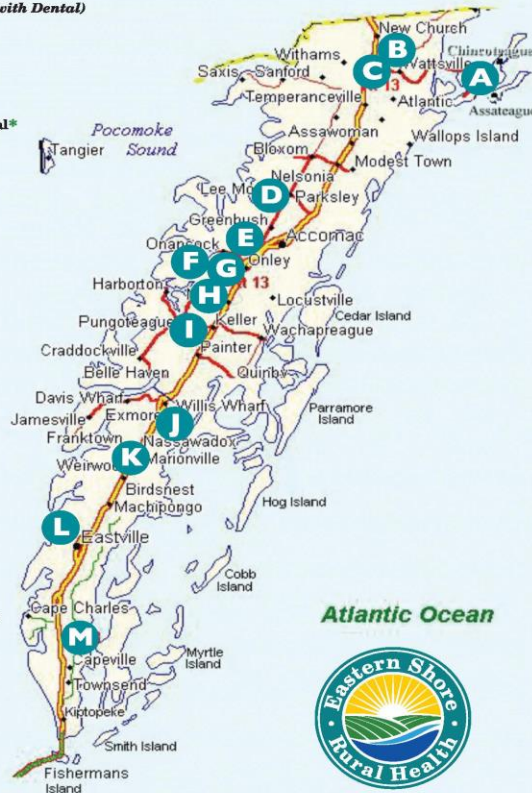 with Dental)
al*
New Church
B
Withams
Chincoteague
C
Wattsville
A
Saxis
Sanford
13
Temperanceville
Atlantic
Assateague
Pocomoke
Sound
Assawoman
Wallops Island
Tangier
Bloxom
Modest Town
Nelsonia
Lee Mo
D
Parksley
Greenbush
E
Accomac
Onancock
F
G
Onley
Harborton
H
t 13
Locustville
Cedar Island
Pungoteague
I
Keller
Wachapreague
Craddockville
Painter
Belle Haven
Quinby
Davis Wharf
Willis Wharf
Parramore
Island
Jamesville
Exmore
J
Franktown
Nassawadox
Weirwood
K
Marionville
Birdsnest
Hog Island
Machipongo
L
Eastville
Cobb
Island
Cape Charles
Atlantic Ocean
M
Myrtle
Island
Capeville
Townsend
Eastern Shore
Rural Health
Kiptopeke
Smith Island
Fishermans
Island